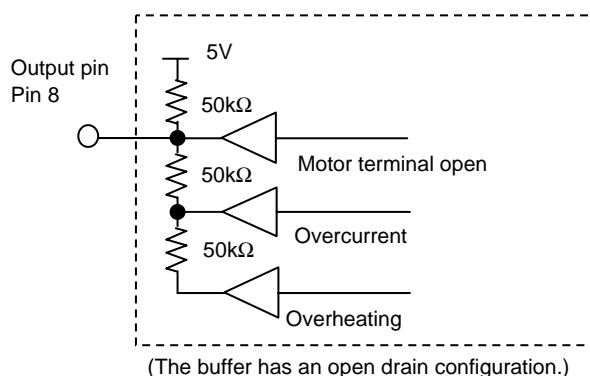 5V
Output pin
Pin 8
50kΩ
Motor terminal open
50kΩ
Overcurrent
50kΩ
Overheating
(The buffer has an open drain configuration.)